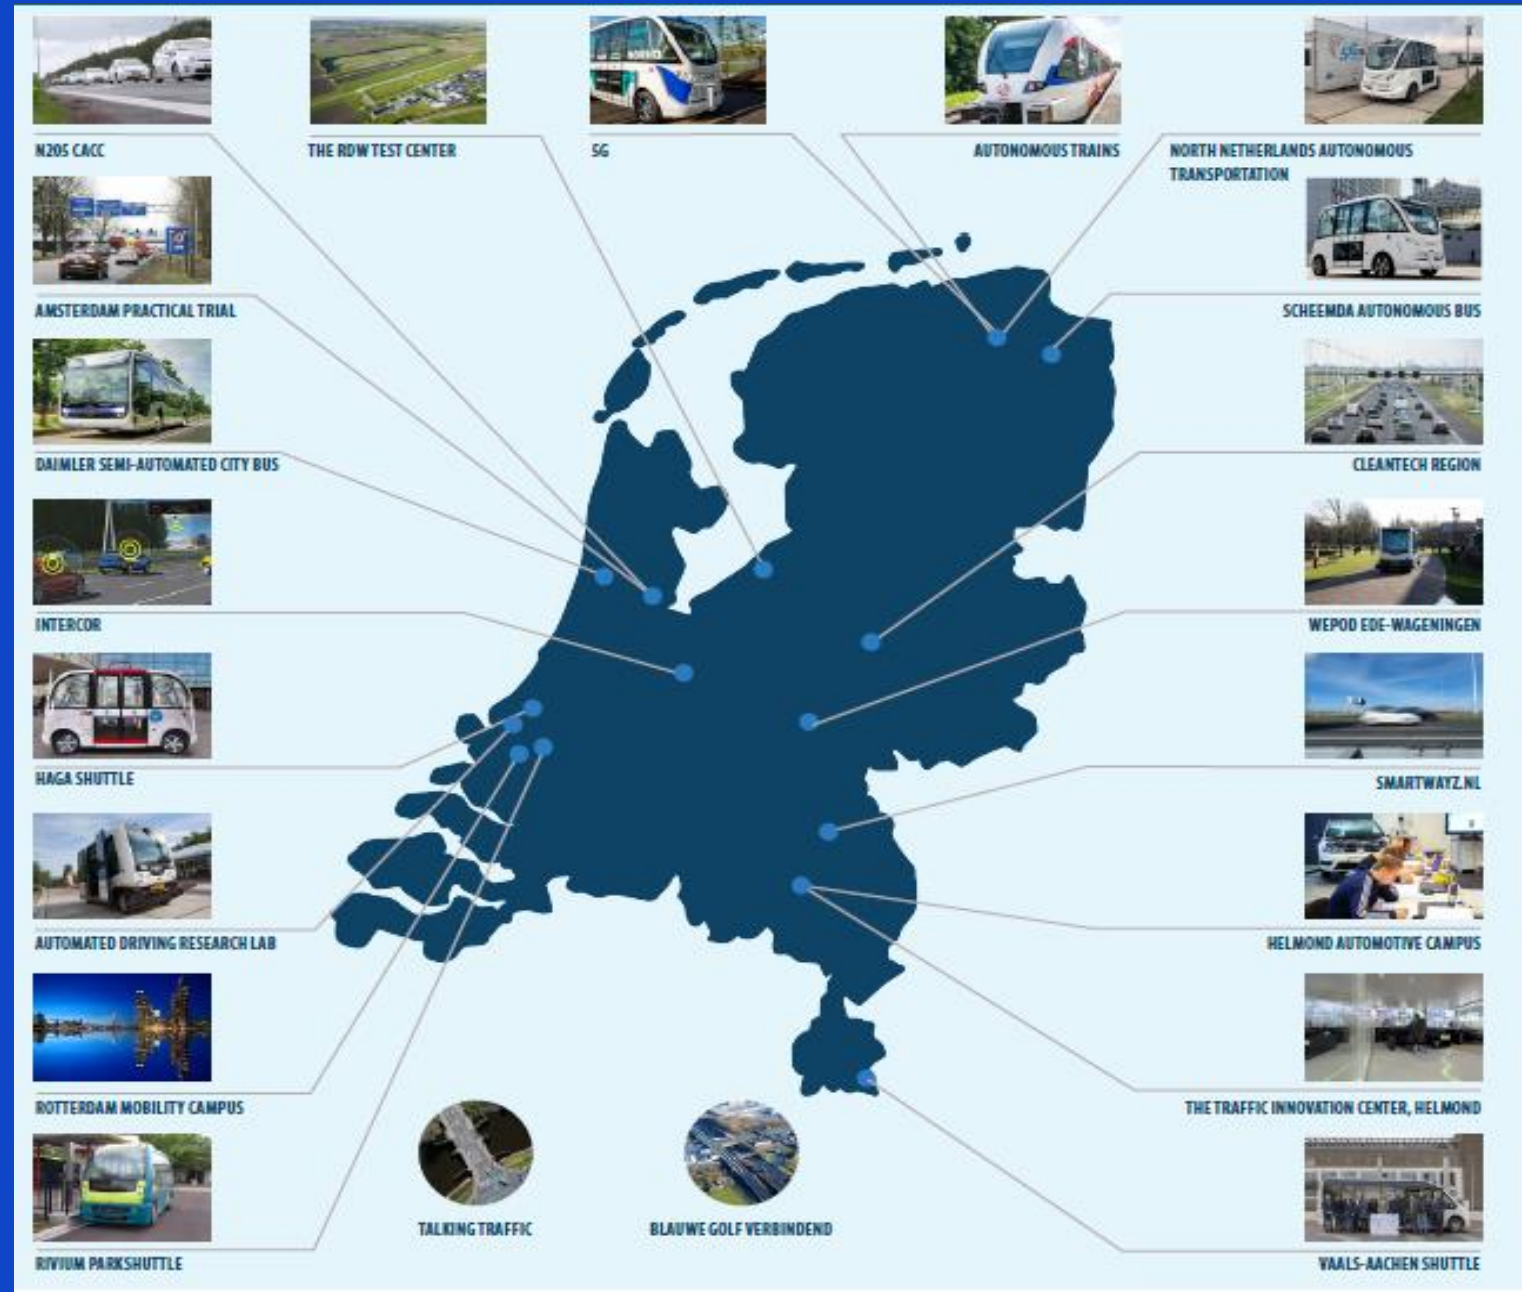 N205 CACC
THE RDW TEST CENTER
5G
AUTONOMOUS TRAINS
NORTH NETHERLANDS AUTONOMOUS
TRANSPORTATION
AMSTERDAM PRACTICAL TRIAL
SCHEEMDA AUTONOMOUS BUS
DAIMLER SEMI-AUTOMATED CITY BUS
CLEANTECH REGION
INTERCOR
WEPOD EDE-WAGENINGEN
HAGA SHUTTLE
SMARTWAYZ.NL
AUTOMATED DRIVING RESEARCH LAB
HELMOND AUTOMOTIVE CAMPUS
ROTTERDAM MOBILITY CAMPUS
THE TRAFFIC INNOVATION CENTER, HELMOND
TALKING TRAFFIC
BLAUWE GOLF VERBINDEND
RIVIUM PARKSHUTTLE
VAALS-AACHEN SHUTTLE